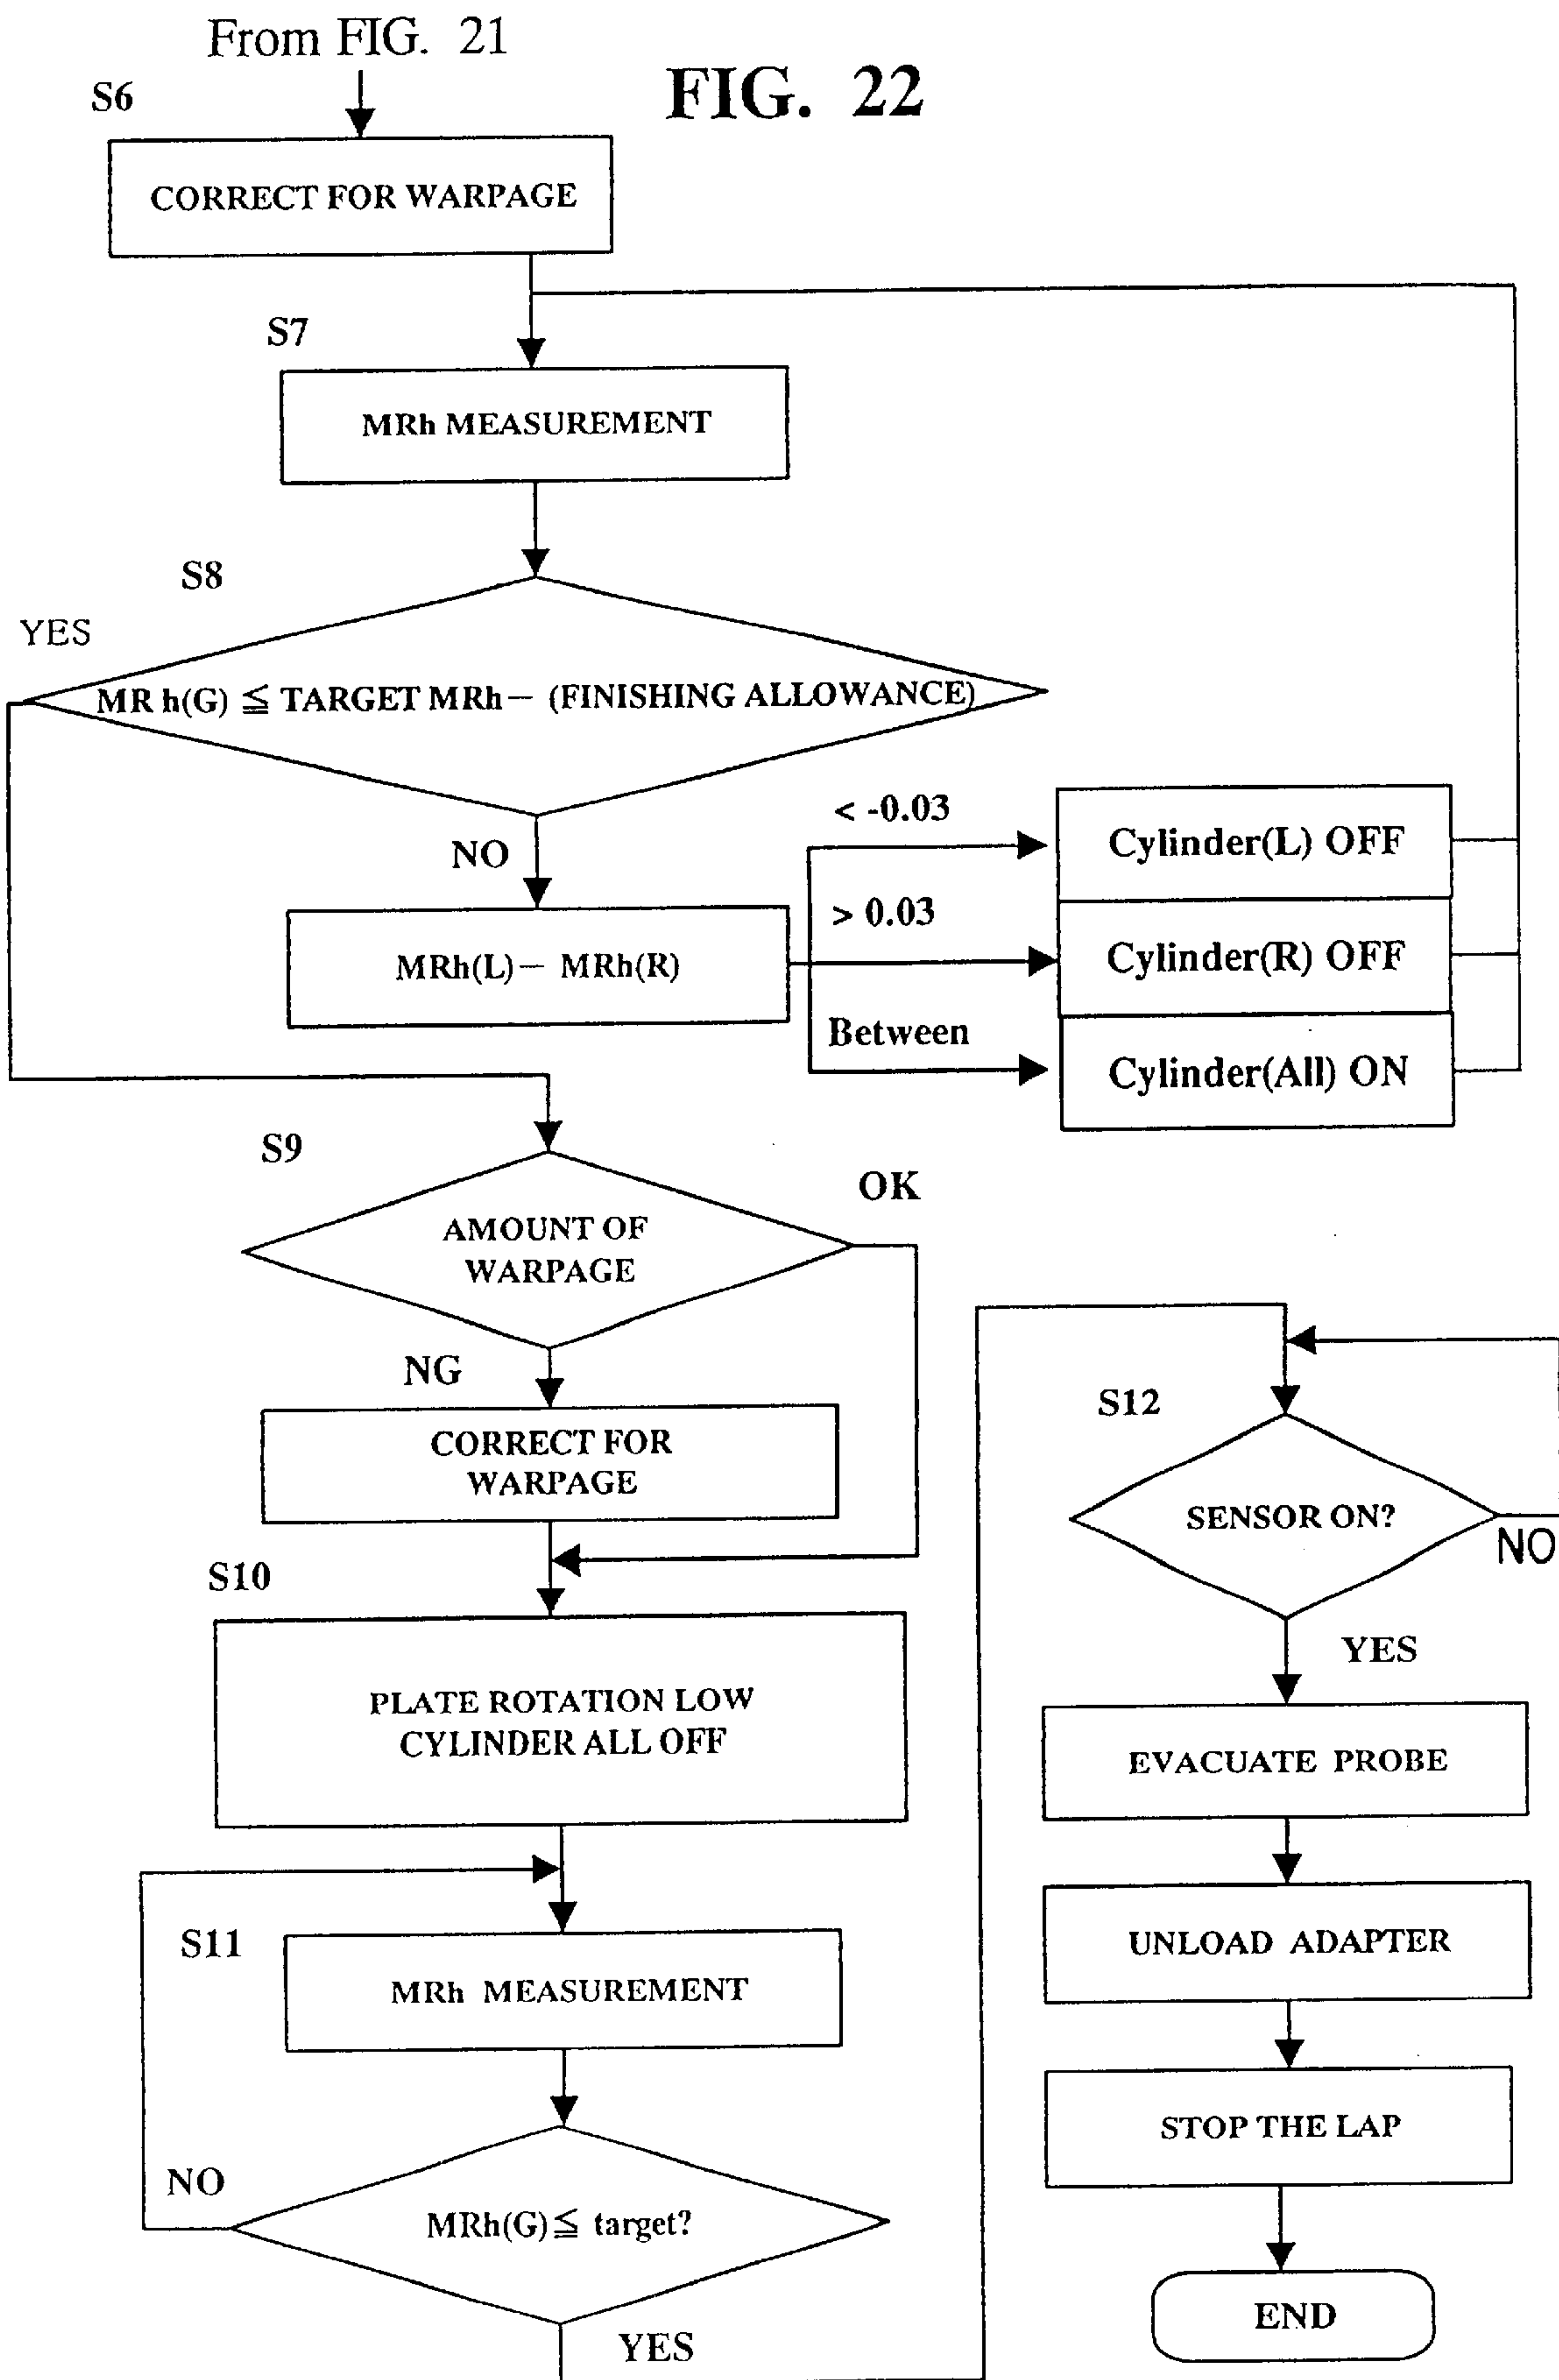 From FIG. 21
FIG. 22
S6
CORRECT FOR WARPAGE
S7
MRh MEASUREMENT
S8
YES
MR h(G) ≦ TARGET MRh− (FINISHING ALLOWANCE)
NO
MRh(L)− MRh(R)
< -0.03
Cylinder(L) OFF
> 0.03
Cylinder(R) OFF
Between
Cylinder(All) ON
S9
AMOUNT OF
WARPAGE
OK
NG
CORRECT FOR
WARPAGE
S10
PLATE ROTATION LOW
CYLINDER ALL OFF
S11
MRh MEASUREMENT
NO
MRh(G)≦ target?
YES
S12
SENSOR ON?
NO
YES
EVACUATE PROBE
UNLOAD ADAPTER
STOP THE LAP
END